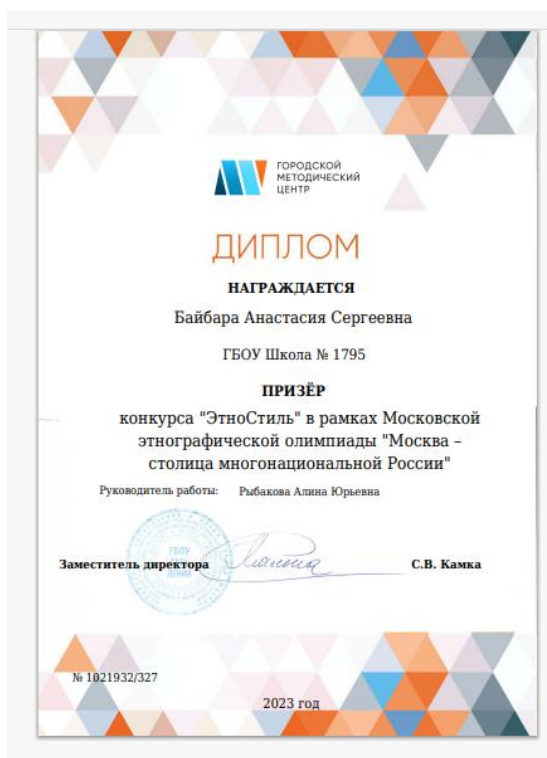 ГОРОДСКОЙ
МЕТОДИЧЕСКИЙ
ЦЕНТР
ДИПЛОМ
НАГРАЖДАЕТСЯ
Байбара Анастасия Сергеевна
ГБОУ Школа № 1795
ПРИЗЁР
конкурса "ЭтноСтиль" в рамках Московской
этнографической олимпиады "Москва –
столица многонациональной России"
Руководитель работы: Рыбакова Алина Юрьевна
ГБОУ
Заместитель директора С.В. Камка
№ 1021932/327
2023 год